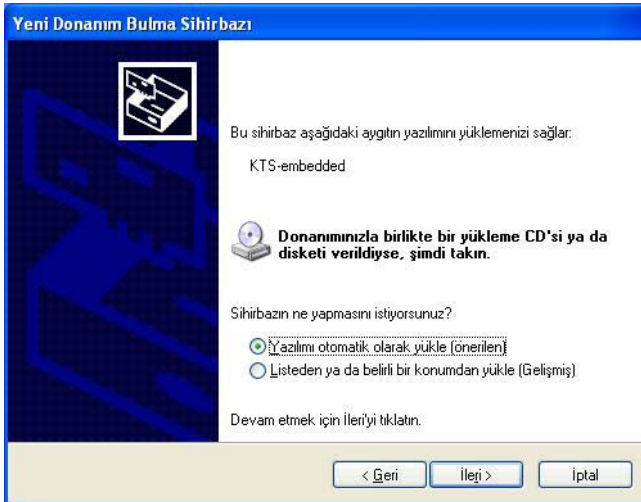 Yeni Donanım Bulma Sihirbazı
Bu sihirbaz aşağıdaki aygıtın yazılımını yüklemenizi sağlar:
KTS-embedded
Donanımınızla birlikte bir yükleme CD'si ya da
disketi verildiyse, şimdi takın.
Sihirbazın ne yapmasını istiyorsunuz?
Yazılımı otomatik olarak yükle (önerilen)
Listeden ya da belirli bir konumdan yükle (Gelişmiş)
Devam etmek için İleri'yi tıklatın.
< Geri İleri > İptal